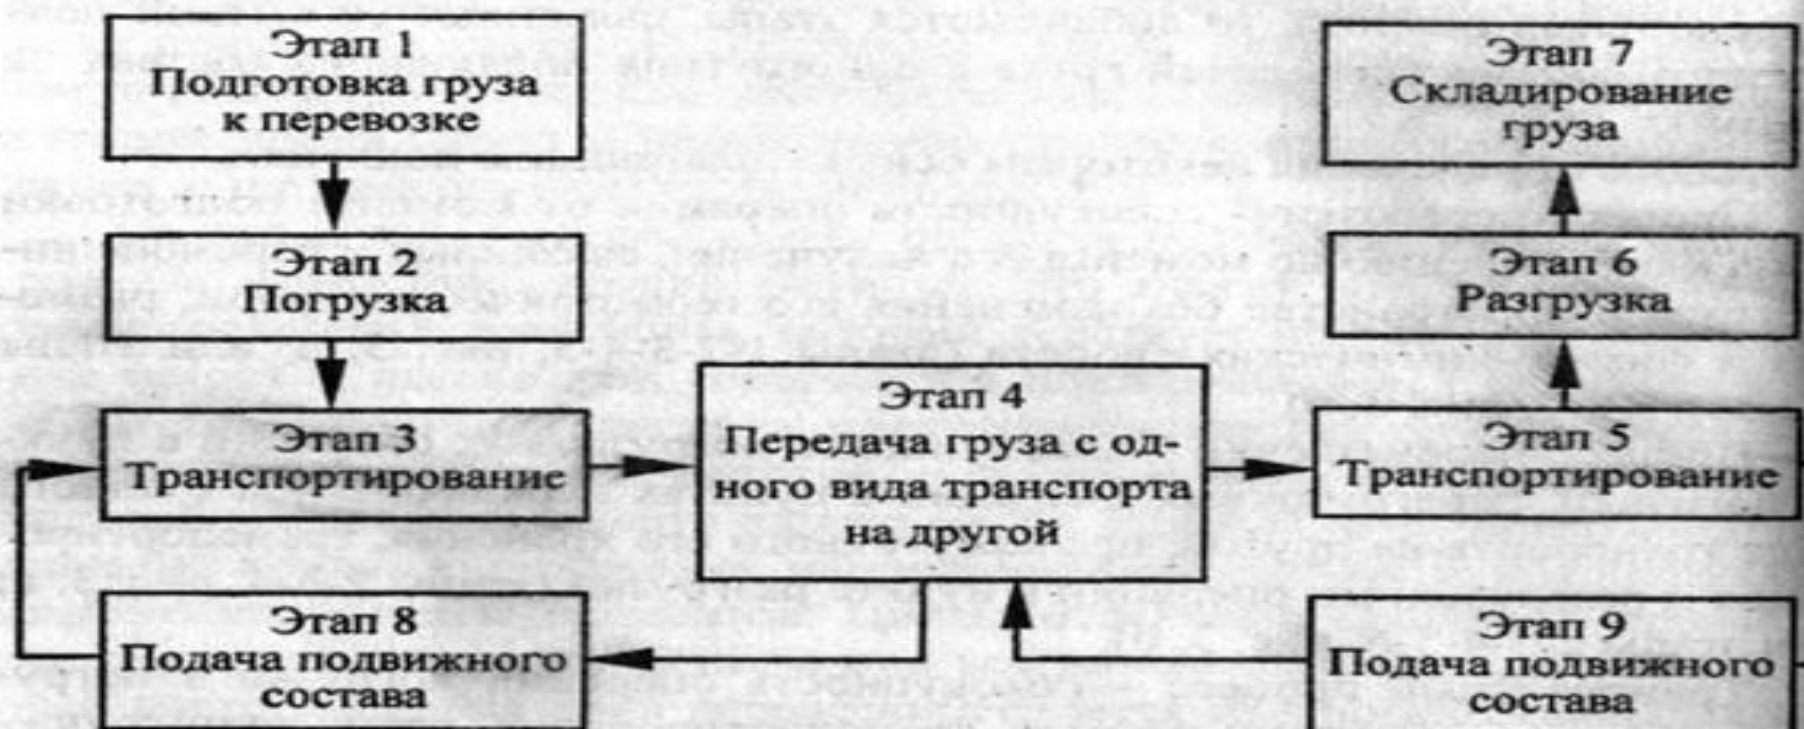 Этап 1
Подготовка груза
к перевозке
Этап 2
Погрузка
Этап 3
Транспортирование
Этап 4
Передача груза с од-
ного вида транспорта
на другой
Этап 5
Транспортирование
Этап 6
Разгрузка
Этап 7
Складирование
груза
Этап 8
Подача подвижного
состава
Этап 9
Подача подвижного
состава